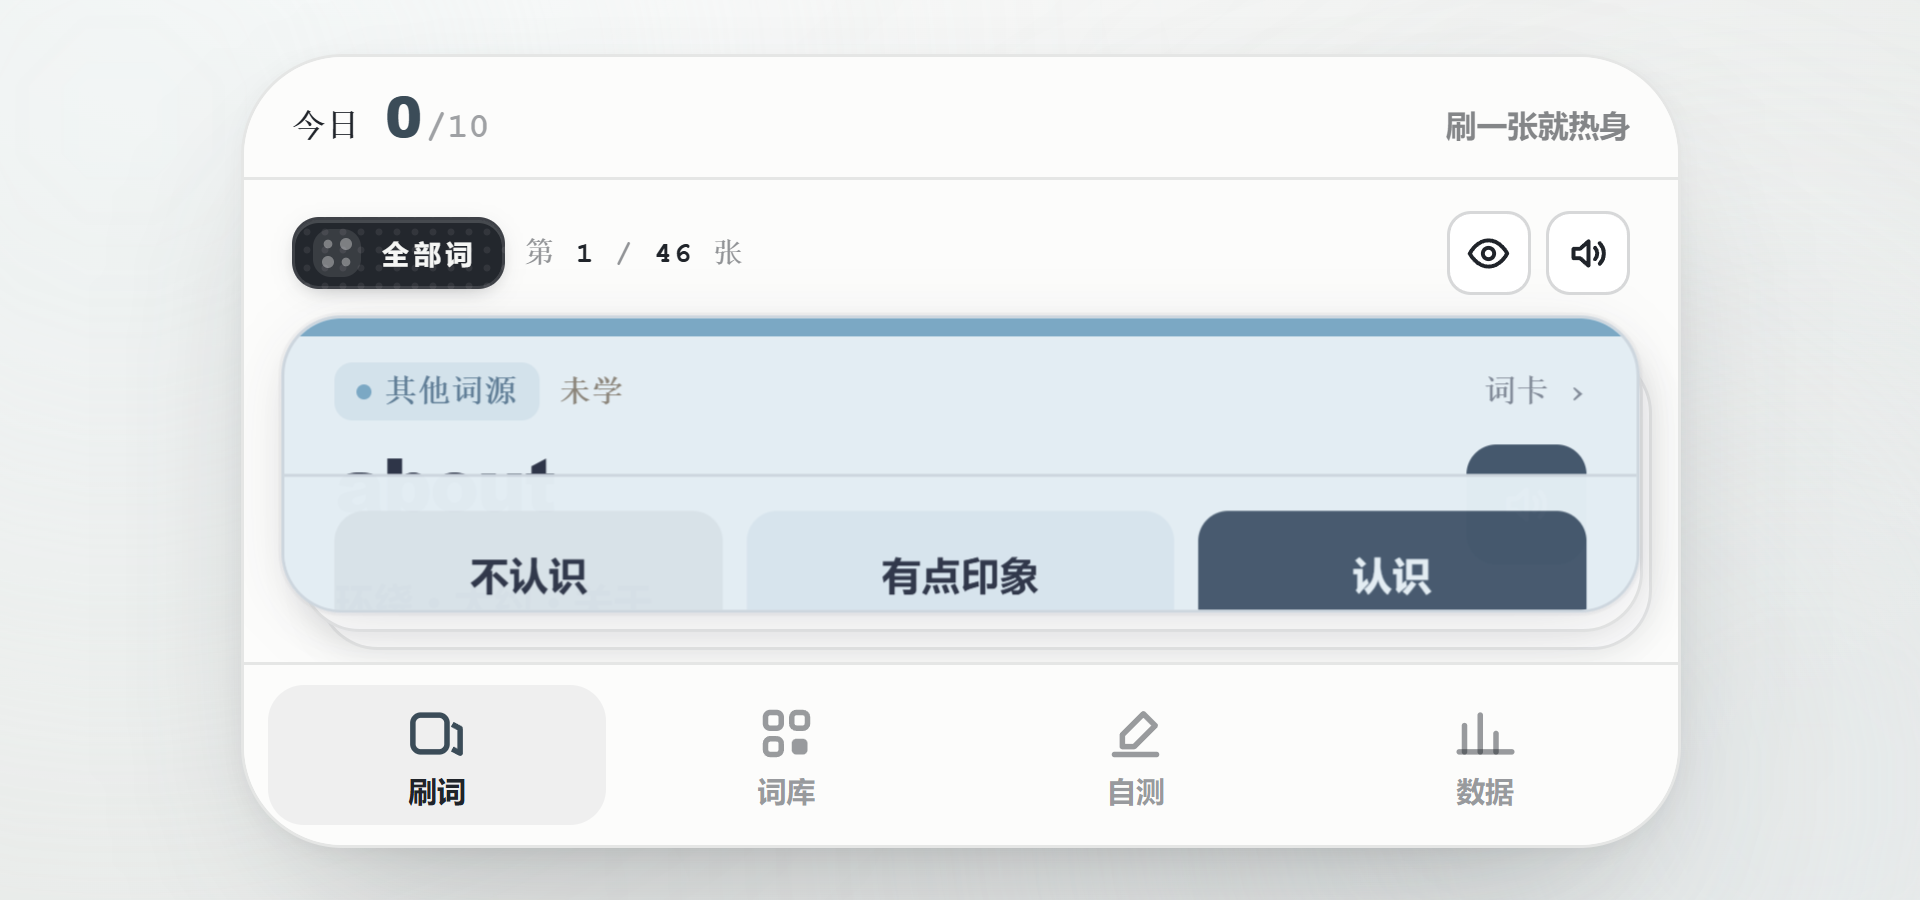 今日 0/10
刷一张就热身
全部词 第 1 / 46 张
其他词源 未学 词卡 ›
about
不认识 有点印象 认识
刷词 词库 自测 数据